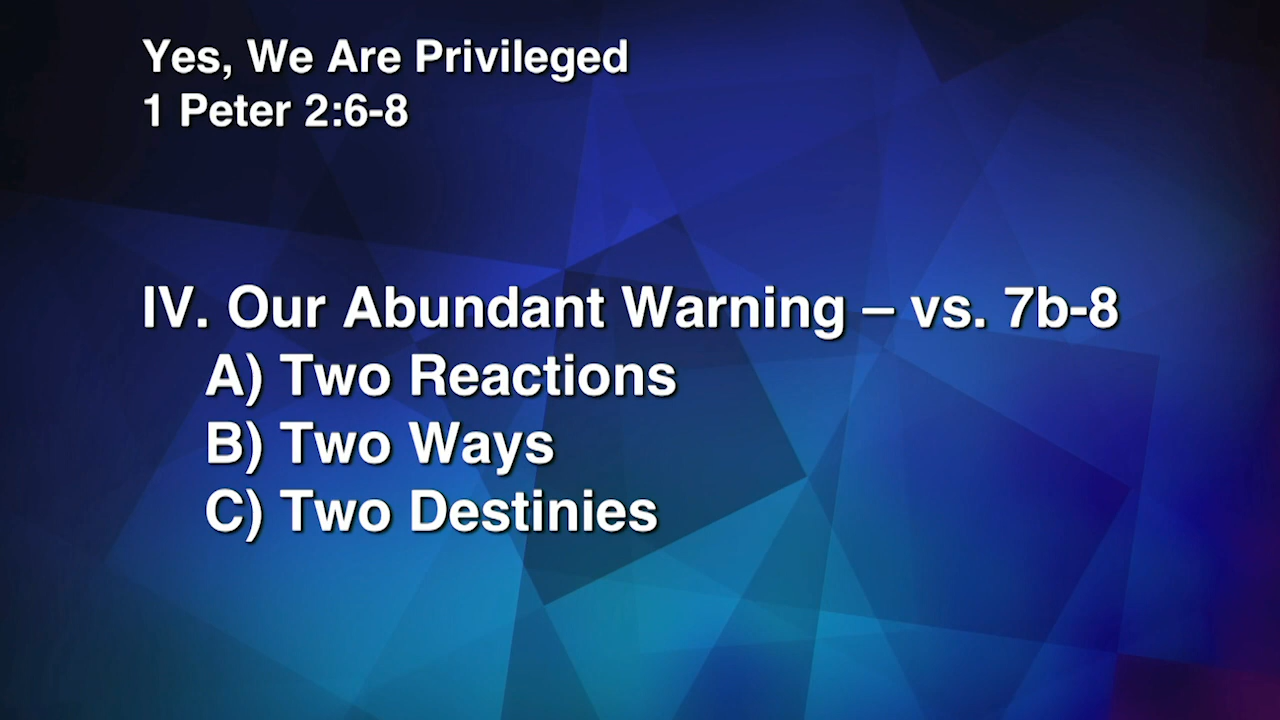 Yes, We Are Privileged
1 Peter 2:6-8
IV. Our Abundant Warning – vs. 7b-8
A) Two Reactions
B) Two Ways
C) Two Destinies